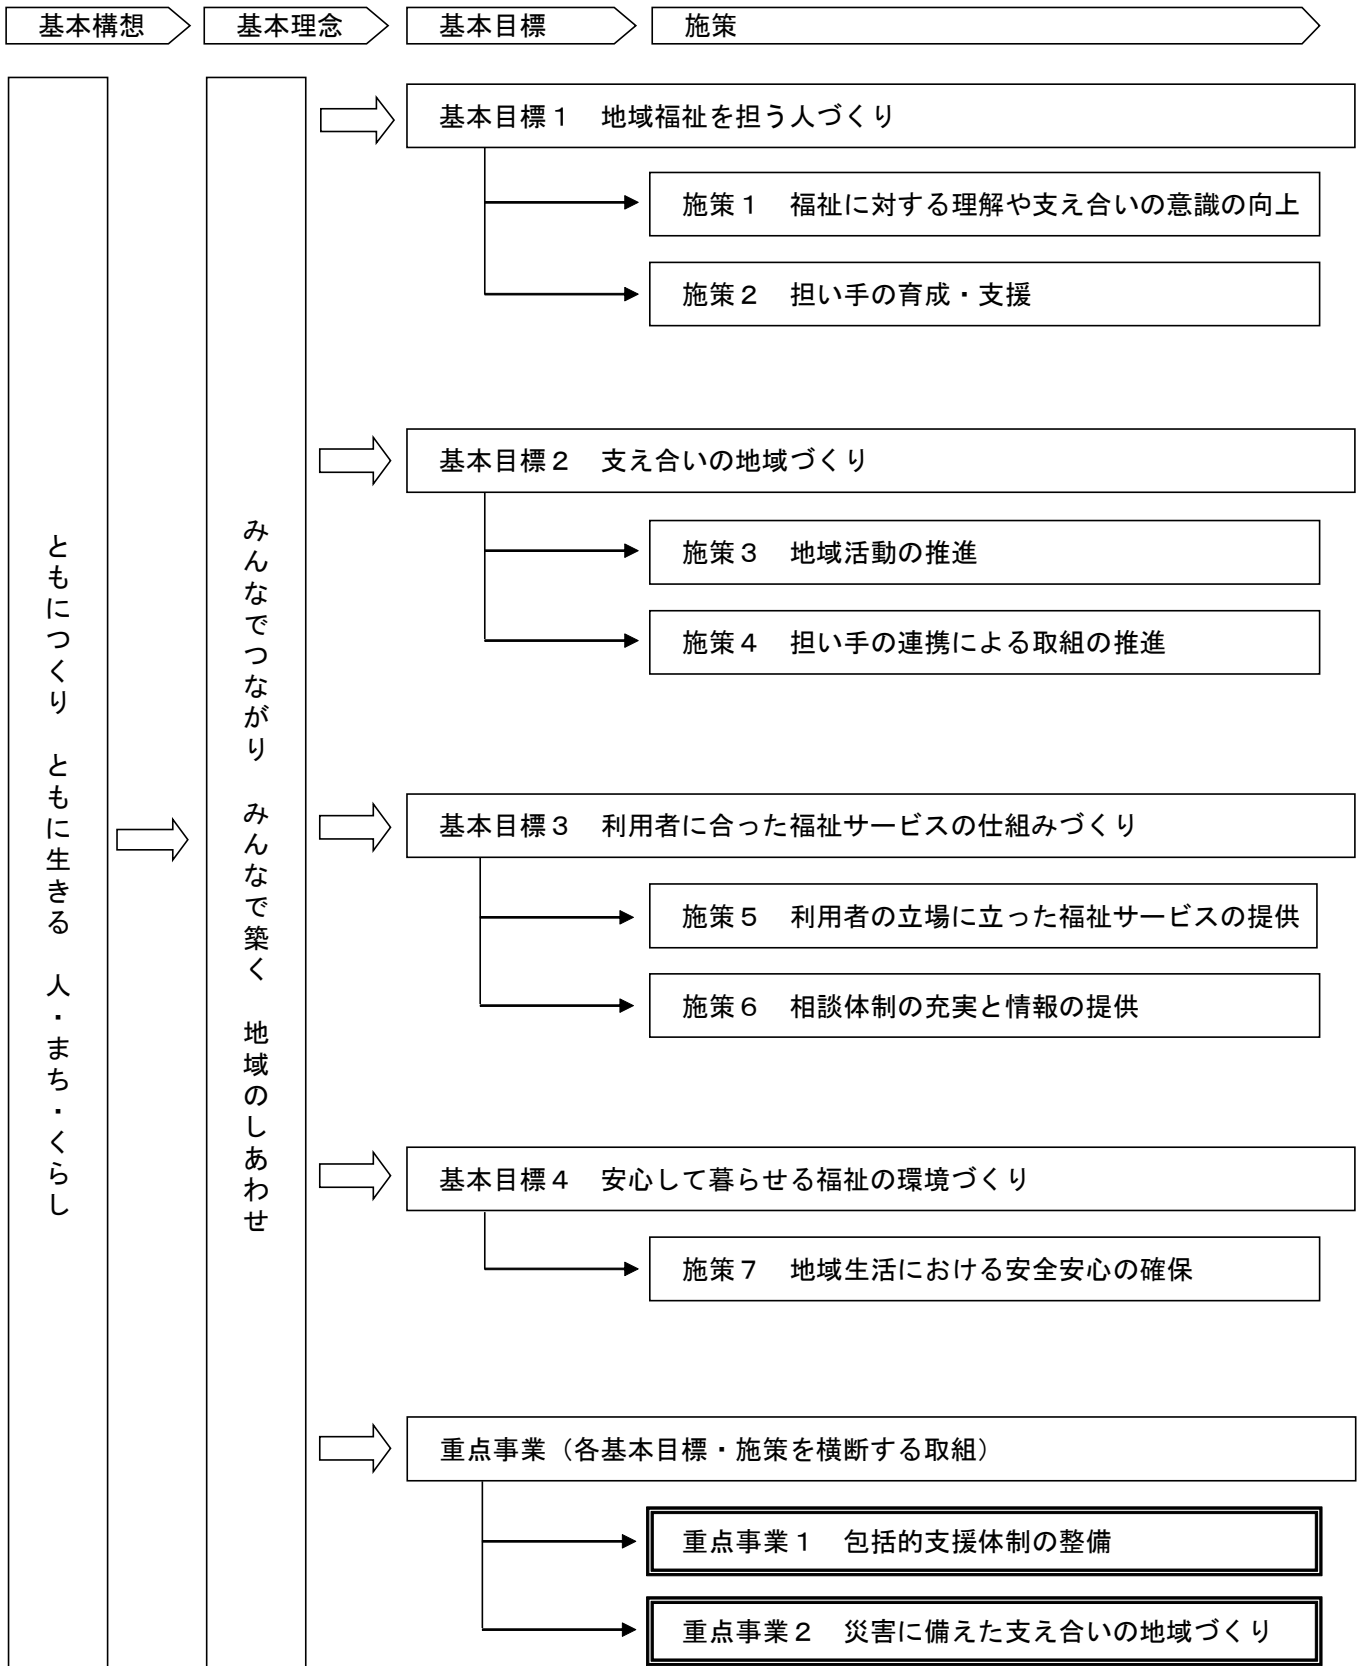 基本構想
基本理念
基本目標
施策
ともにつくり　ともに生きる　人・まち・くらし
みんなでつながり　みんなで築く　地域のしあわせ
基本目標１　地域福祉を担う人づくり
施策１　福祉に対する理解や支え合いの意識の向上
施策２　担い手の育成・支援
基本目標２　支え合いの地域づくり
施策３　地域活動の推進
施策４　担い手の連携による取組の推進
基本目標３　利用者に合った福祉サービスの仕組みづくり
施策５　利用者の立場に立った福祉サービスの提供
施策６　相談体制の充実と情報の提供
基本目標４　安心して暮らせる福祉の環境づくり
施策７　地域生活における安全安心の確保
重点事業（各基本目標・施策を横断する取組）
重点事業１　包括的支援体制の整備
重点事業２　災害に備えた支え合いの地域づくり